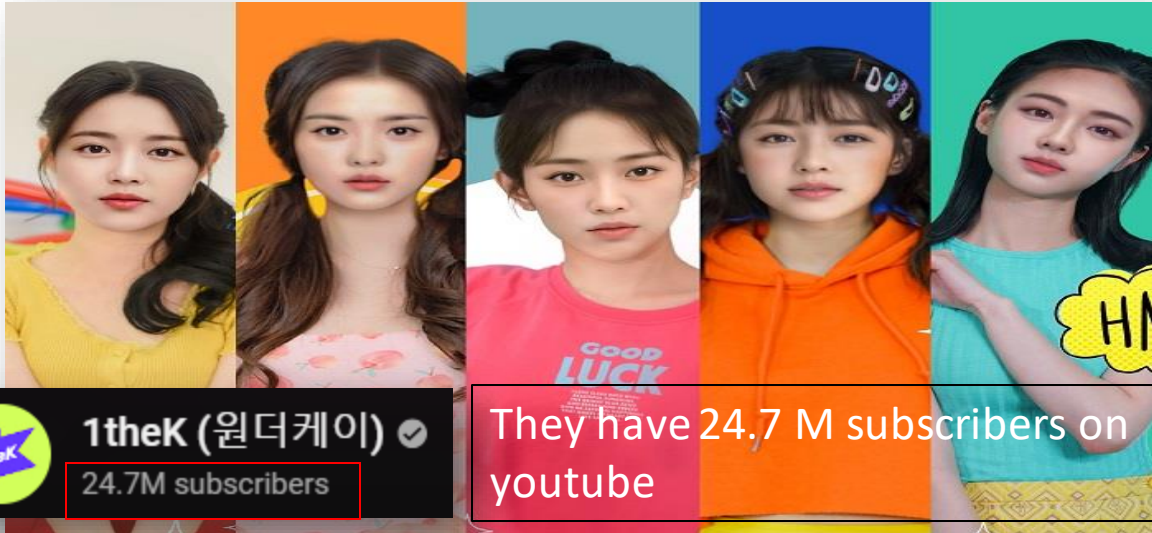 GOOD
LUCK
HM
1theK (원더케이)
24.7M subscribers
They have 24.7 M subscribers on
youtube